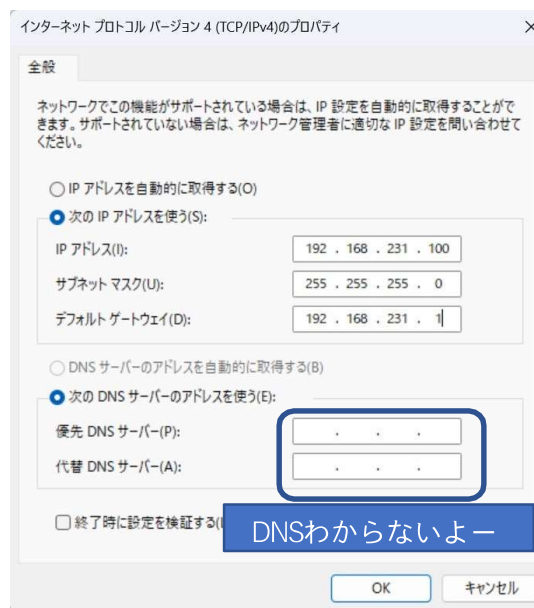 インターネット プロトコル バージョン 4 (TCP/IPv4)のプロパティ
全般
ネットワークでこの機能がサポートされている場合は、IP 設定を自動的に取得することがで
きます。サポートされていない場合は、ネットワーク管理者に適切な IP 設定を問い合わせて
ください。
IP アドレスを自動的に取得する(O)
次の IP アドレスを使う(S):
IP アドレス(I): 192 . 168 . 231 . 100
サブネット マスク(U): 255 . 255 . 255 . 0
デフォルト ゲートウェイ(D): 192 . 168 . 231 . 1
DNS サーバーのアドレスを自動的に取得する(B)
次の DNS サーバーのアドレスを使う(E):
優先 DNS サーバー(P): . . .
代替 DNS サーバー(A): . . .
終了時に設定を検証する(
DNSわからないよー
OK キャンセル